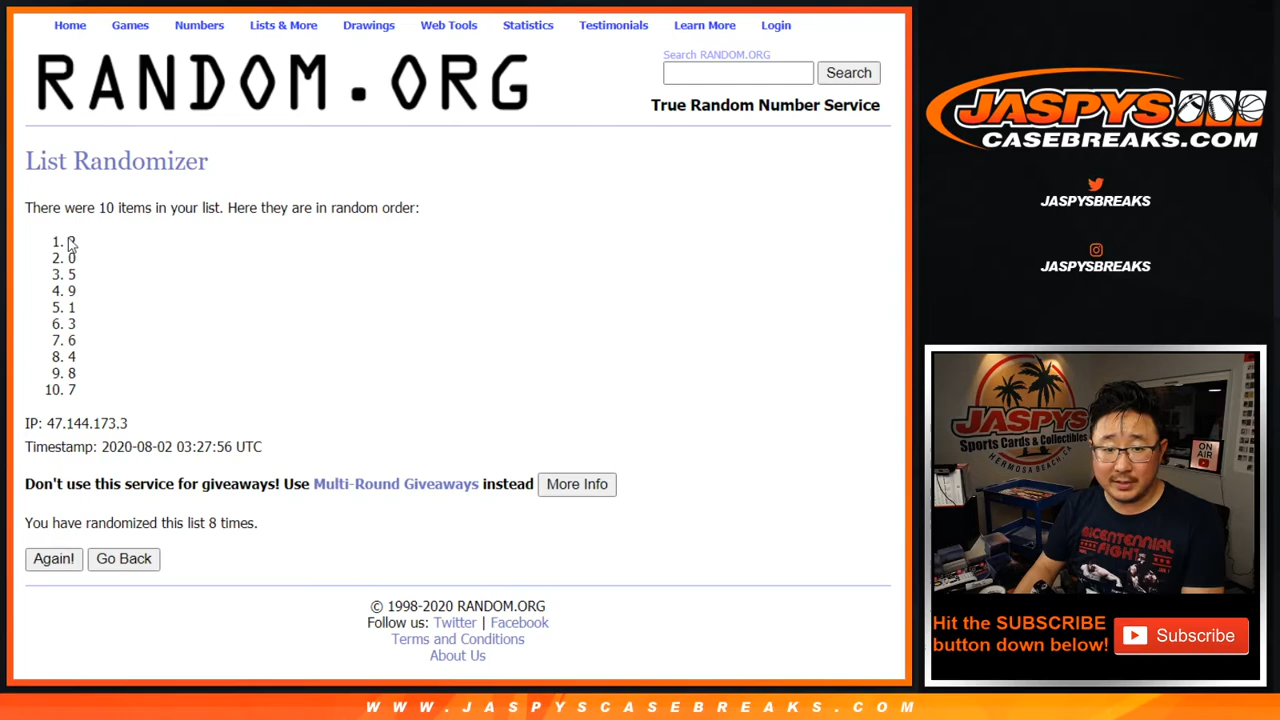 Home Games Numbers Lists & More Drawings Web Tools Statistics Testimonials Learn More Login
RANDOM.ORG
Search RANDOM.ORG
Search
True Random Number Service
List Randomizer
There were 10 items in your list. Here they are in random order:
1.
2. 0
3. 5
4. 9
5. 1
6. 3
7. 6
8. 4
9. 8
10. 7
IP: 47.144.173.3
Timestamp: 2020-08-02 03:27:56 UTC
Don't use this service for giveaways! Use Multi-Round Giveaways instead More Info
You have randomized this list 8 times.
Again! Go Back
© 1998-2020 RANDOM.ORG
Follow us: Twitter | Facebook
Terms and Conditions
About Us
JASPYS
CASEBREAKS.COM
JASPYSBREAKS
JASPYSBREAKS
JASPYS
Sports Cards & Collectibles
HERMOSA BEACH, CA
ON AIR
BICENTENNIAL
FIGHT
Hit the SUBSCRIBE
button down below!
Subscribe
WWW.JASPYSCASEBREAKS.COM